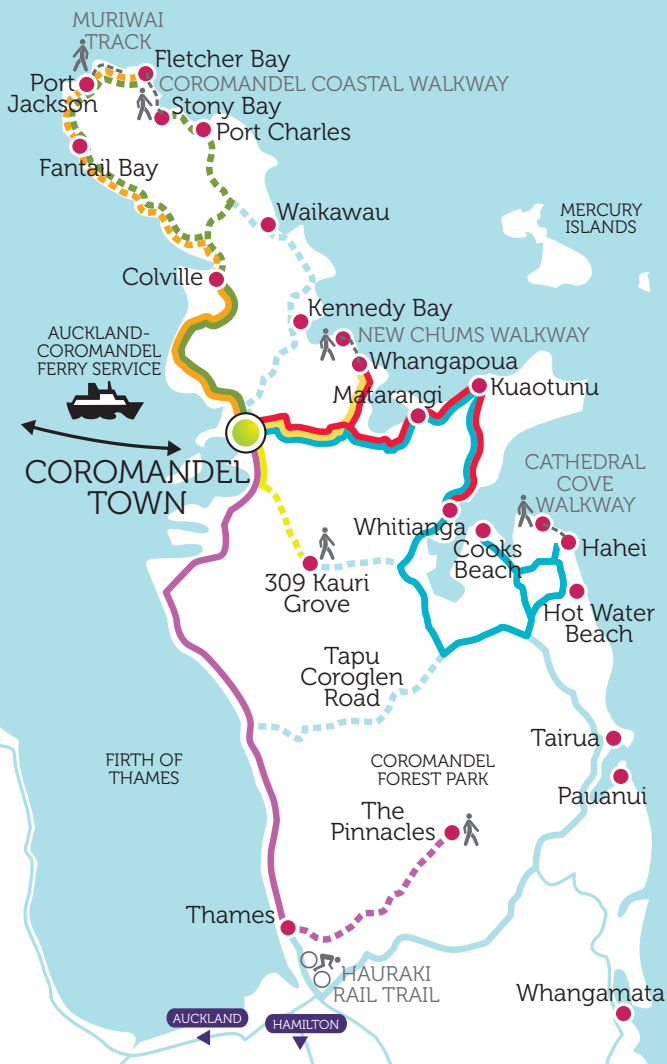 MURIWAI
TRACK
Fletcher Bay
Port
Jackson
COROMANDEL COASTAL WALKWAY
Stony Bay
Port Charles
Fantail Bay
Waikawau
MERCURY
ISLANDS
Colville
Kennedy Bay
AUCKLAND-
COROMANDEL
FERRY SERVICE
NEW CHUMS WALKWAY
Whangapoua
Matarangi
Kuaotunu
COROMANDEL
TOWN
CATHEDRAL
COVE
WALKWAY
Whitianga
Cooks
Beach
Hahei
309 Kauri
Grove
Hot Water
Beach
Tapu
Coroglen
Road
Tairua
FIRTH OF
THAMES
COROMANDEL
FOREST PARK
Pauanui
The
Pinnacles
Thames
HAURAKI
RAIL TRAIL
Whangamata
AUCKLAND
HAMILTON